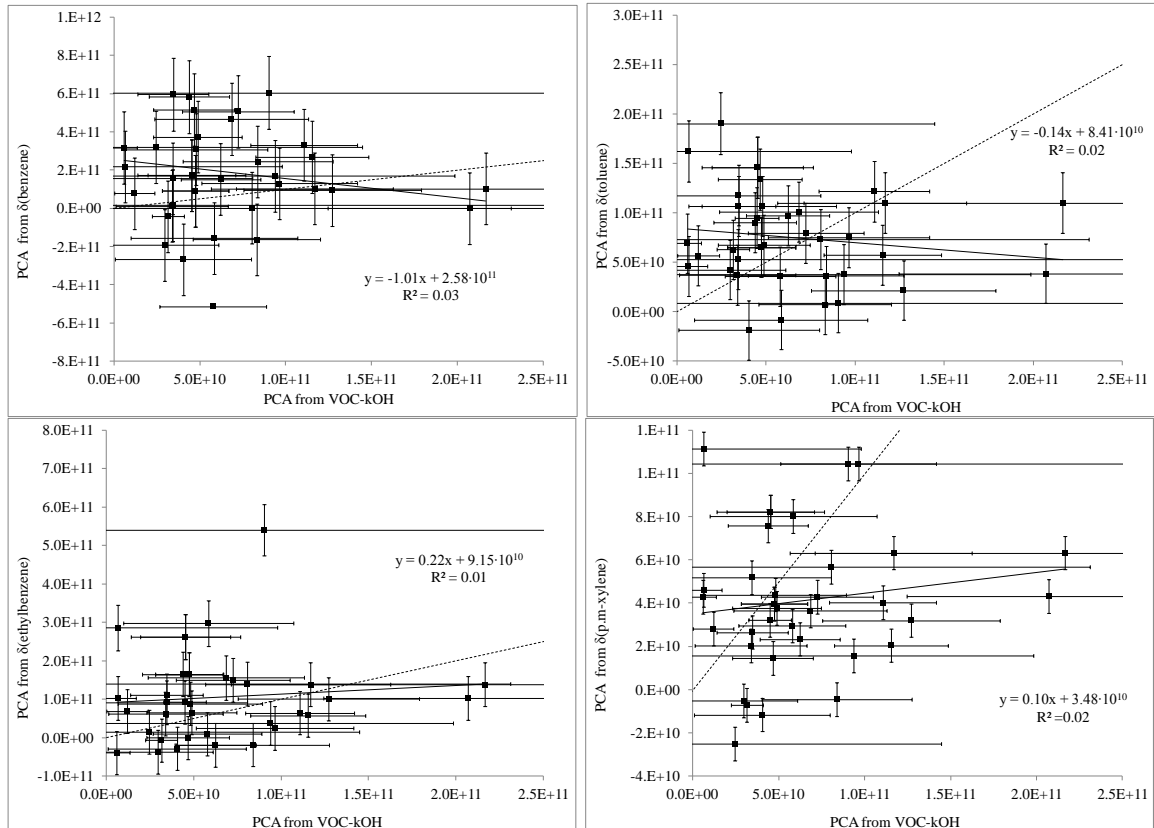 1.E+12
8.E+11
6.E+11
4.E+11
2.E+11
0.E+00
-2.E+11
-4.E+11
-6.E+11
-8.E+11
PCA from δ(benzene)
y = -1.01x + 2.58·10¹¹
R² = 0.03
0.0E+00 5.0E+10 1.0E+11 1.5E+11 2.0E+11 2.5E+11
PCA from VOC-kOH
3.0E+11
2.5E+11
2.0E+11
1.5E+11
1.0E+11
5.0E+10
0.0E+00
-5.0E+10
PCA from δ(toluene)
y = -0.14x + 8.41·10¹⁰
R² = 0.02
0.0E+00 5.0E+10 1.0E+11 1.5E+11 2.0E+11 2.5E+11
PCA from VOC-kOH
8.0E+11
7.0E+11
6.0E+11
5.0E+11
4.0E+11
3.0E+11
2.0E+11
1.0E+11
0.0E+00
-1.0E+11
PCA from δ(ethylbenzene)
y = 0.22x + 9.15·10¹⁰
R² = 0.01
0.0E+00 5.0E+10 1.0E+11 1.5E+11 2.0E+11 2.5E+11
PCA from VOC-kOH
1.E+11
1.E+11
8.E+10
6.E+10
4.E+10
2.E+10
0.E+00
-2.E+10
-4.E+10
PCA from δ(p.m-xylene)
y = 0.10x + 3.48·10¹⁰
R² =0.02
0.0E+00 5.0E+10 1.0E+11 1.5E+11 2.0E+11 2.5E+11
PCA from VOC-kOH